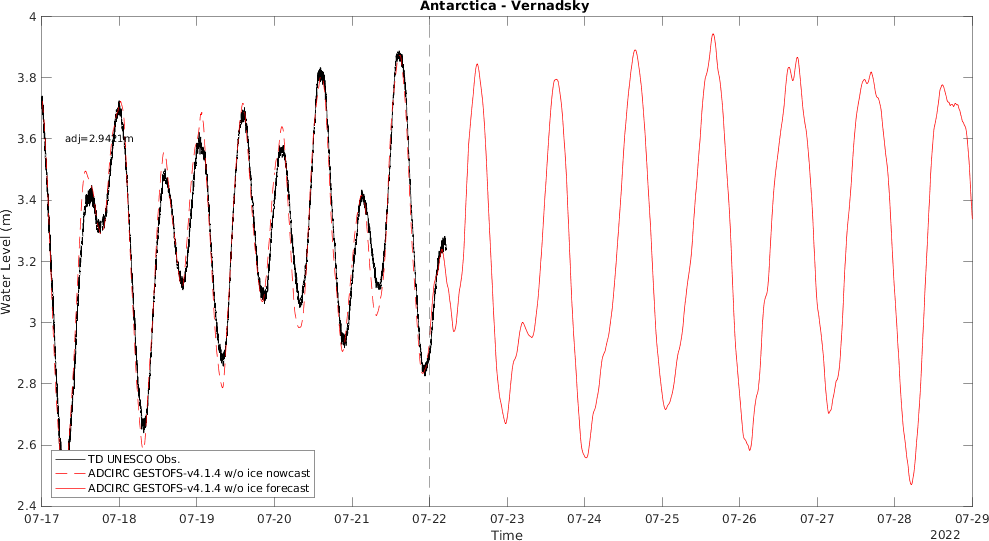 Antarctica - Vernadsky
4
3.8
3.6
3.4
3.2
3
2.8
2.6
2.4
Water Level (m)
adj=2.9421m
TD UNESCO Obs.
ADCIRC GESTOFS-v4.1.4 w/o ice nowcast
ADCIRC GESTOFS-v4.1.4 w/o ice forecast
07-17 07-18 07-19 07-20 07-21 07-22 07-23 07-24 07-25 07-26 07-27 07-28 07-29
Time
2022